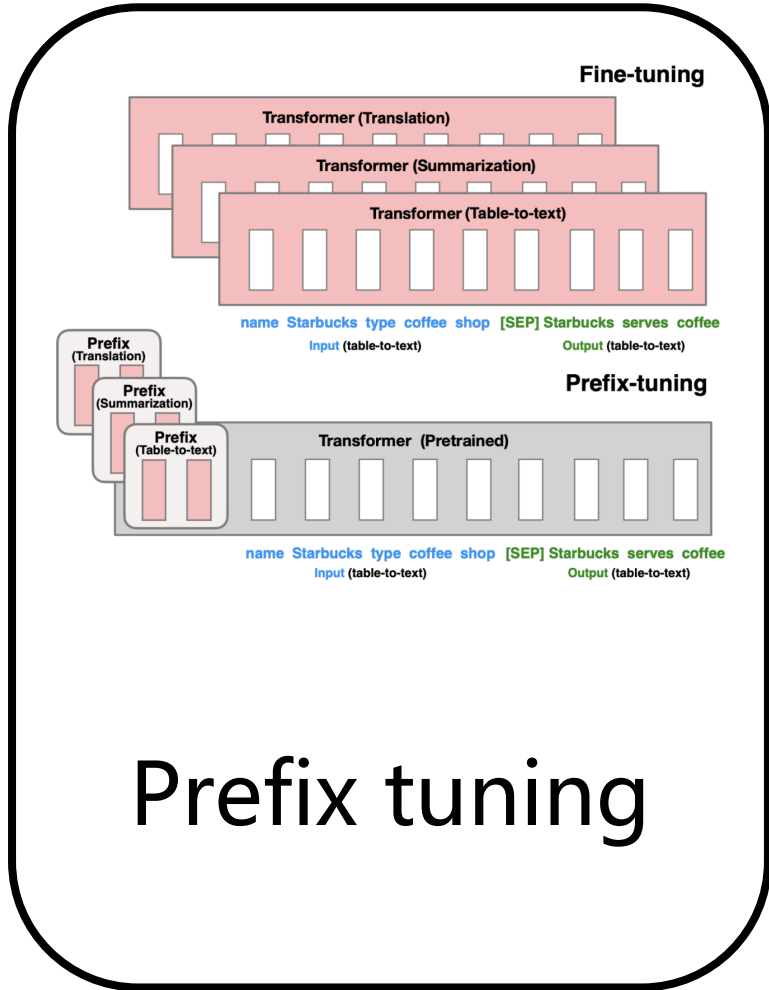 Fine-tuning
Transformer (Translation)
Transformer (Summarization)
Transformer (Table-to-text)
name Starbucks type coffee shop [SEP] Starbucks serves coffee
Input (table-to-text) Output (table-to-text)
Prefix-tuning
Prefix
(Translation)
Prefix
(Summarization)
Prefix
(Table-to-text)
Transformer (Pretrained)
name Starbucks type coffee shop [SEP] Starbucks serves coffee
Input (table-to-text) Output (table-to-text)
Prefix tuning